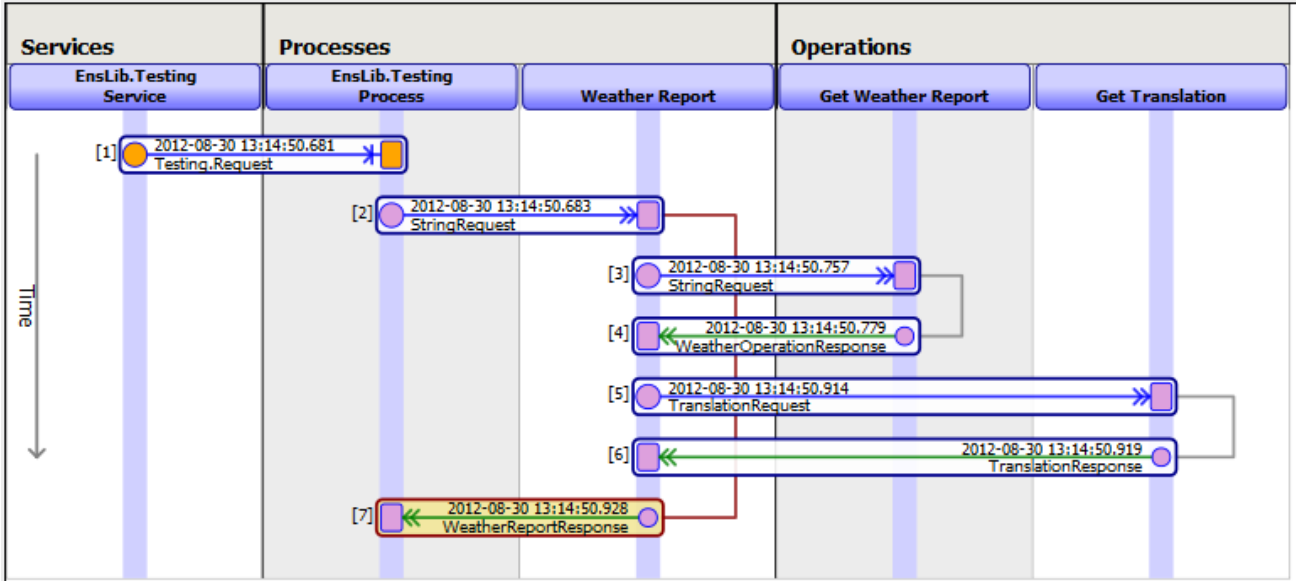 Services
Processes
Operations
EnsLib.Testing
Service
EnsLib.Testing
Process
Weather Report
Get Weather Report
Get Translation
Time
[1]
2012-08-30 13:14:50.681
Testing.Request
[2]
2012-08-30 13:14:50.683
StringRequest
[3]
2012-08-30 13:14:50.757
StringRequest
[4]
2012-08-30 13:14:50.779
WeatherOperationResponse
[5]
2012-08-30 13:14:50.914
TranslationRequest
[6]
2012-08-30 13:14:50.919
TranslationResponse
[7]
2012-08-30 13:14:50.928
WeatherReportResponse